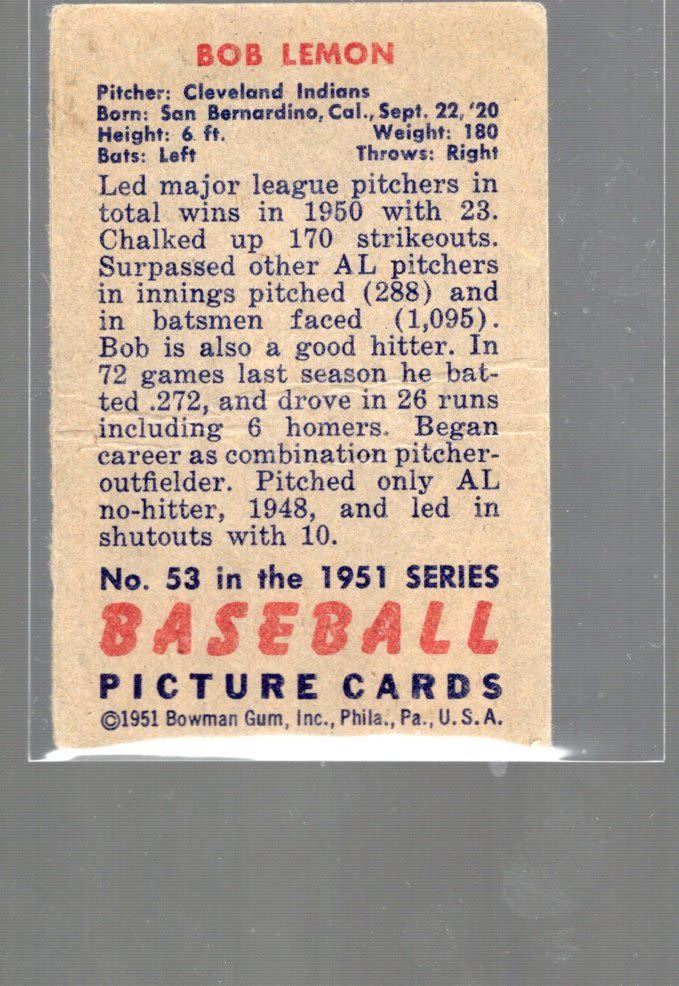 BOB LEMON
Pitcher: Cleveland Indians
Born: San Bernardino, Cal., Sept. 22, '20
Height: 6 ft. Weight: 180
Bats: Left Throws: Right
Led major league pitchers in
total wins in 1950 with 23.
Chalked up 170 strikeouts.
Surpassed other AL pitchers
in innings pitched (288) and
in batsmen faced (1,095).
Bob is also a good hitter. In
72 games last season he bat-
ted .272, and drove in 26 runs
including 6 homers. Began
career as combination pitcher-
outfielder. Pitched only AL
no-hitter, 1948, and led in
shutouts with 10.
No. 53 in the 1951 SERIES
BASEBALL
PICTURE CARDS
©1951 Bowman Gum, Inc., Phila., Pa., U.S.A.